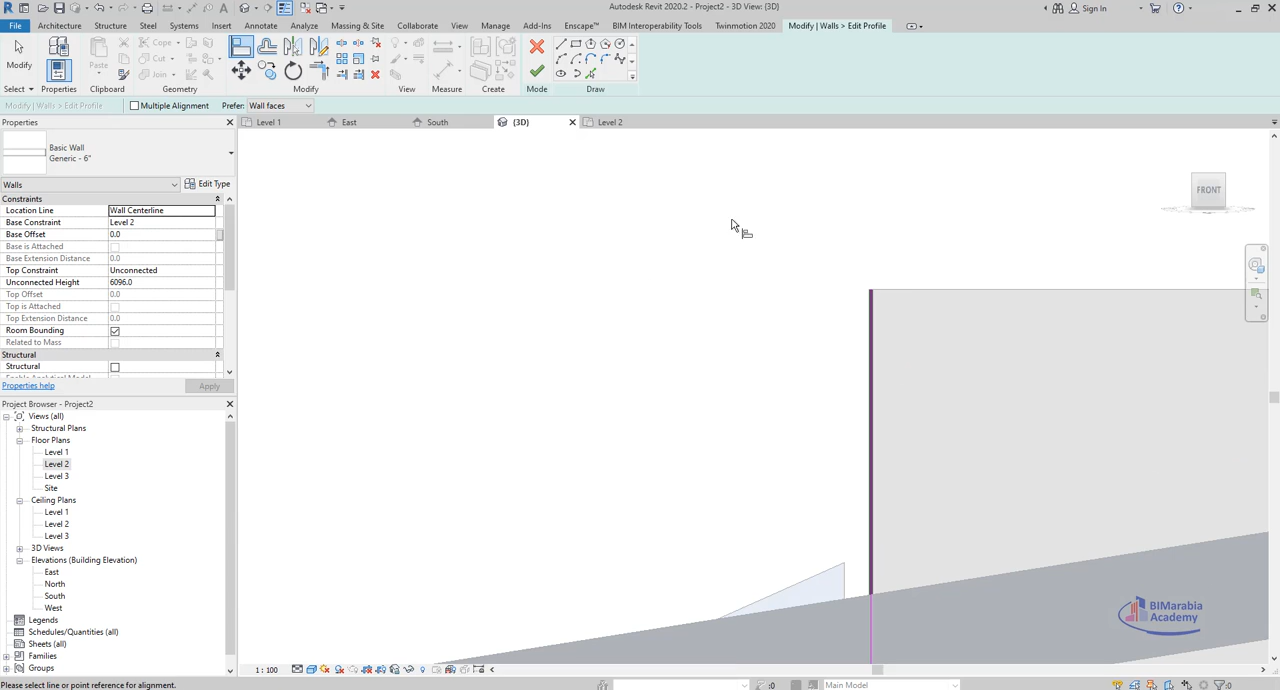 Autodesk Revit 2020.2 - Project2 - 3D View: {3D}
Sign In
File Architecture Structure Steel Systems Insert Annotate Analyze Massing & Site Collaborate View Manage Add-Ins Enscape™ BIM Interoperability Tools Twinmotion 2020 Modify | Walls > Edit Profile
Modify
Paste
Cope
Cut
Join
Select Properties Clipboard Geometry Modify View Measure Create Mode Draw
Modify | Walls > Edit Profile Multiple Alignment Prefer: Wall faces
Properties
Level 1 East South {3D} Level 2
Basic Wall
Generic - 6"
FRONT
Walls Edit Type
Constraints
Location Line Wall Centerline
Base Constraint Level 2
Base Offset 0.0
Base is Attached
Base Extension Distance 0.0
Top Constraint Unconnected
Unconnected Height 6096.0
Top Offset 0.0
Top is Attached
Top Extension Distance 0.0
Room Bounding
Related to Mass
Structural
Structural
Properties help Apply
Project Browser - Project2
Views (all)
Structural Plans
Floor Plans
Level 1
Level 2
Level 3
Site
Ceiling Plans
Level 1
Level 2
Level 3
3D Views
Elevations (Building Elevation)
East
North
South
West
Legends
Schedules/Quantities (all)
Sheets (all)
Families
Groups
BIMarabia
Academy
1 : 100
Please select line or point reference for alignment.
:0 Main Model :0